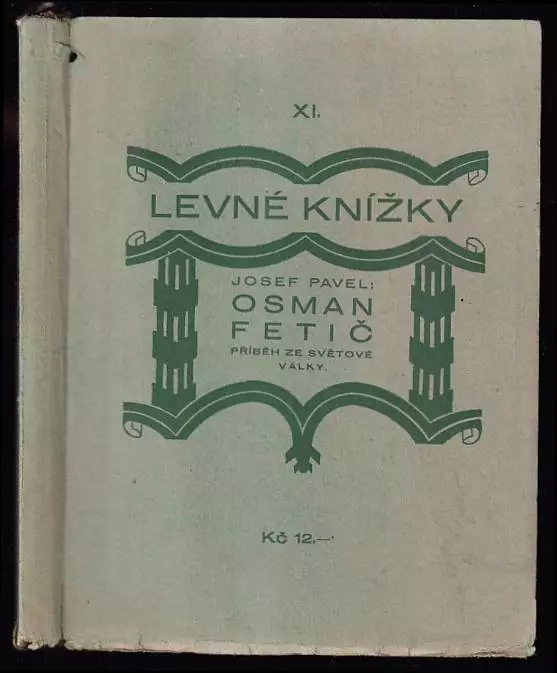 XI.
LEVNÉ KNÍŽKY
JOSEF PAVEL:
OSMAN
FETIČ
PŘÍBĚH ZE SVĚTOVÉ
VÁLKY.
Kč 12.—